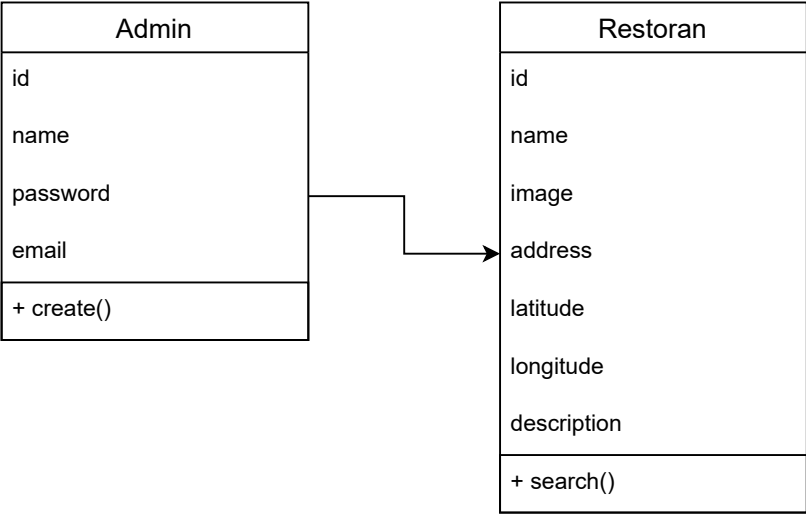 Admin
id
name
password
email
+ create()
Restoran
id
name
image
address
latitude
longitude
description
+ search()